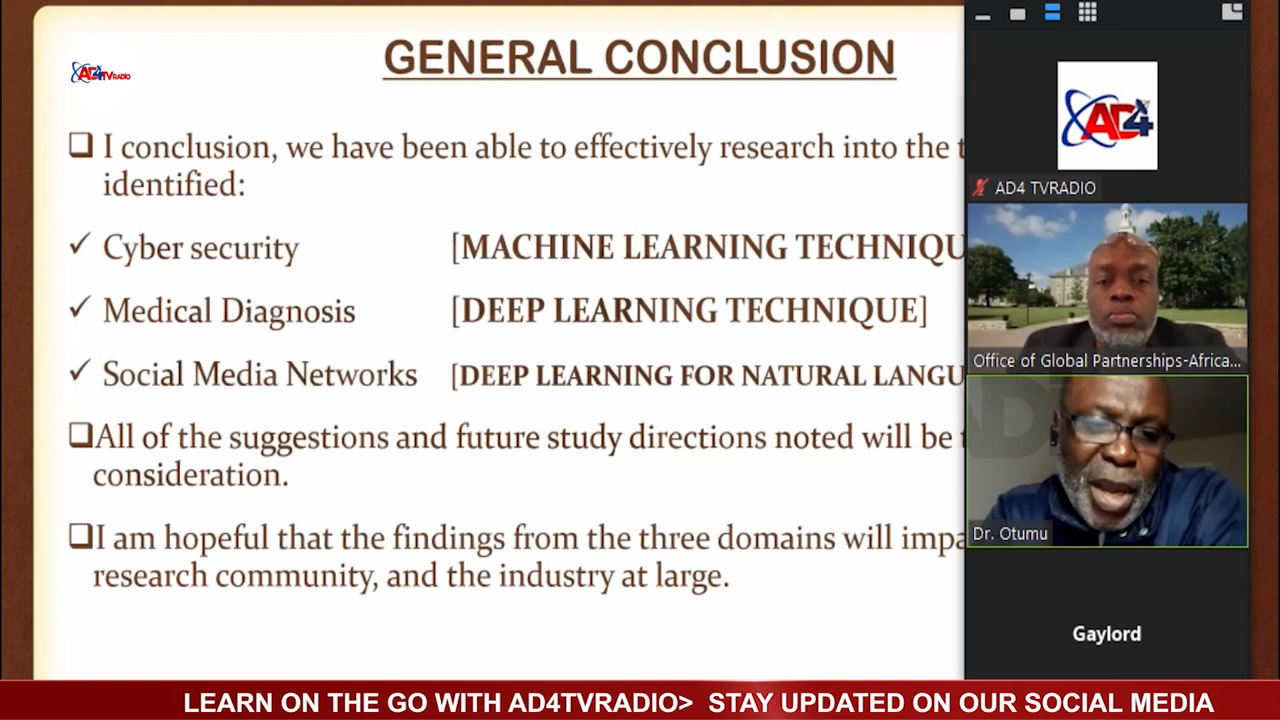 GENERAL CONCLUSION
AD4TVRADIO
I conclusion, we have been able to effectively research into the t
identified:
Cyber security [MACHINE LEARNING TECHNIQU
Medical Diagnosis [DEEP LEARNING TECHNIQUE]
Social Media Networks [DEEP LEARNING FOR NATURAL LANGU
All of the suggestions and future study directions noted will be t
consideration.
I am hopeful that the findings from the three domains will impa
research community, and the industry at large.
AD4
AD4 TVRADIO
Office of Global Partnerships-Africa...
AD
Dr. Otumu
Gaylord
LEARN ON THE GO WITH AD4TVRADIO> STAY UPDATED ON OUR SOCIAL MEDIA